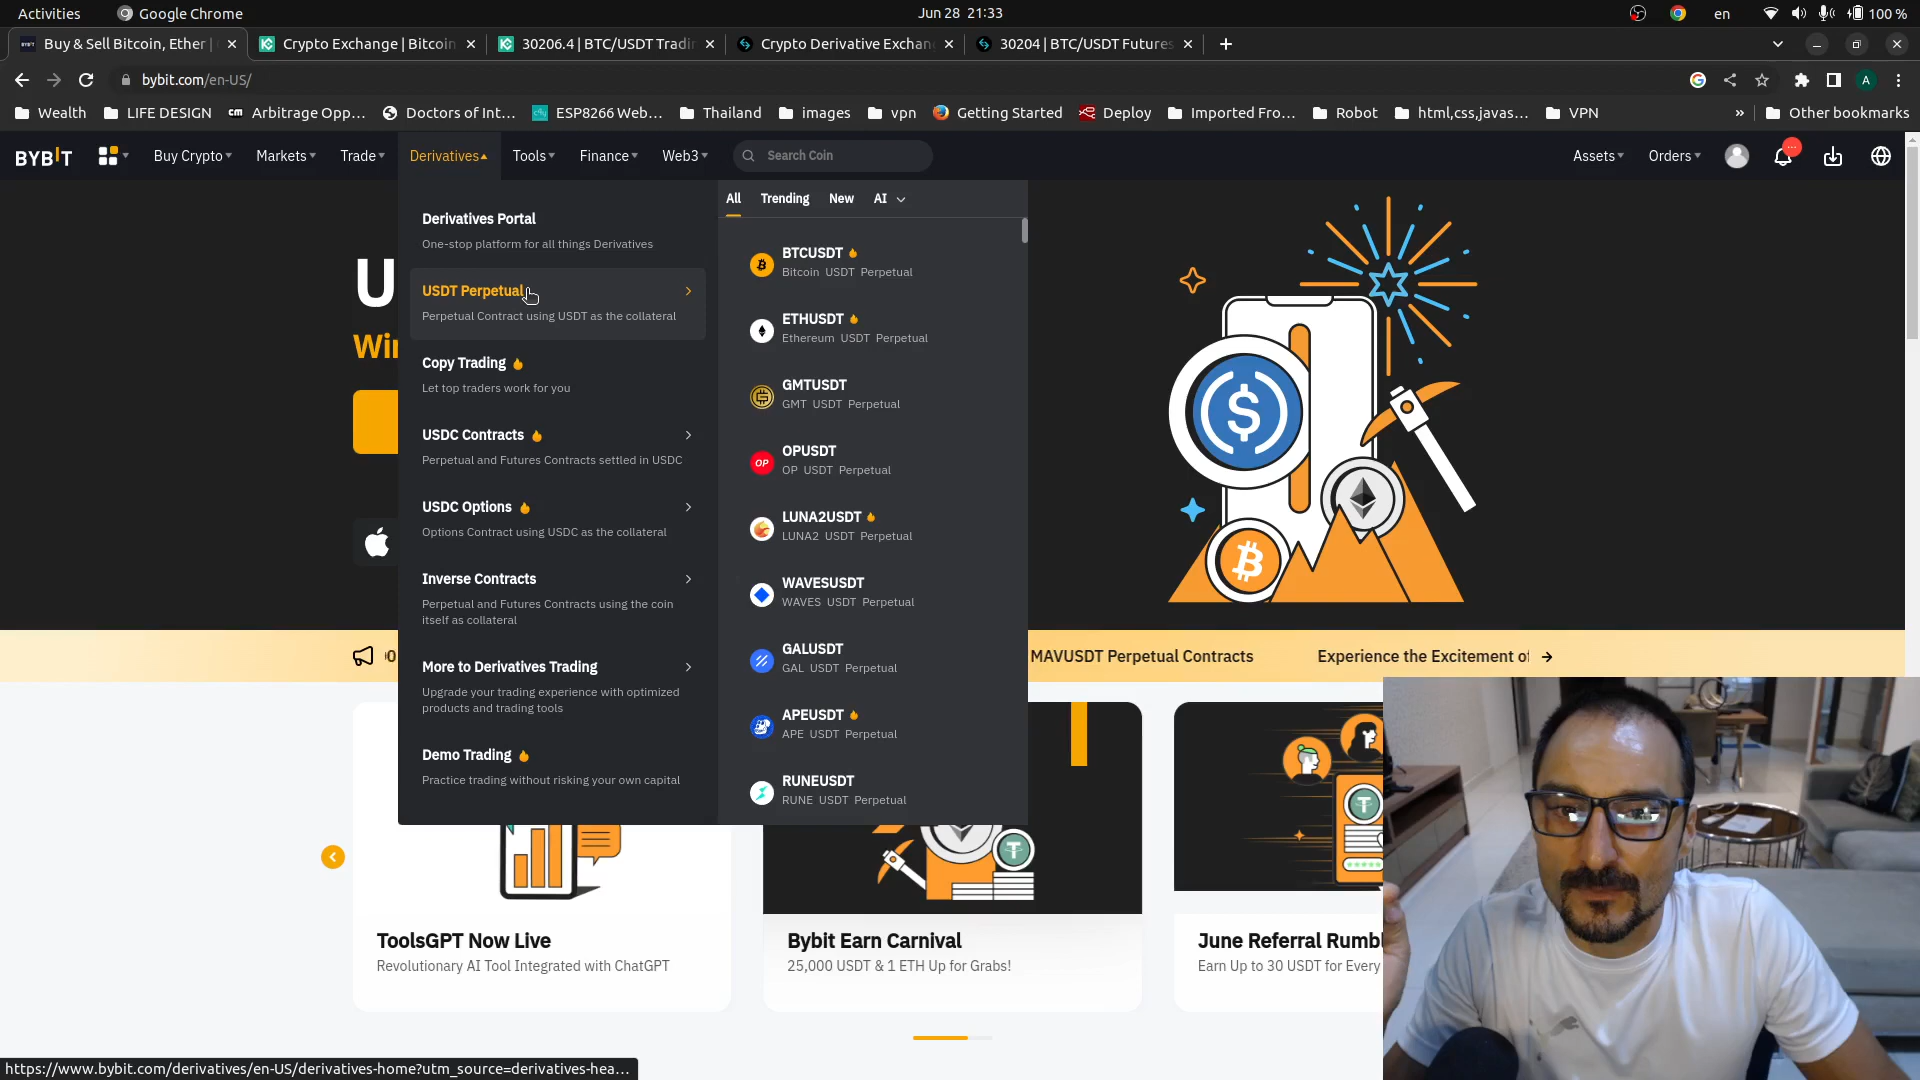 Activities
Google Chrome
Jun 28 21:33
en
100 %
Buy & Sell Bitcoin, Ether |
Crypto Exchange | Bitcoin
30206.4 | BTC/USDT Tradin
Crypto Derivative Exchan
30204 | BTC/USDT Futures
bybit.com/en-US/
A
Wealth
LIFE DESIGN
Arbitrage Opp...
Doctors of Int...
ESP8266 Web...
Thailand
images
vpn
Getting Started
Deploy
Imported Fro...
Robot
html,css,javas...
VPN
»
Other bookmarks
BYBIT
Buy Crypto
Markets
Trade
Derivatives
Tools
Finance
Web3
Search Coin
Assets
Orders
Derivatives Portal
One-stop platform for all things Derivatives
USDT Perpetual
Perpetual Contract using USDT as the collateral
Copy Trading
Let top traders work for you
USDC Contracts
Perpetual and Futures Contracts settled in USDC
USDC Options
Options Contract using USDC as the collateral
Inverse Contracts
Perpetual and Futures Contracts using the coin
itself as collateral
More to Derivatives Trading
Upgrade your trading experience with optimized
products and trading tools
Demo Trading
Practice trading without risking your own capital
All
Trending
New
AI
BTCUSDT
Bitcoin USDT Perpetual
ETHUSDT
Ethereum USDT Perpetual
GMTUSDT
GMT USDT Perpetual
OP
OPUSDT
OP USDT Perpetual
LUNA2USDT
LUNA2 USDT Perpetual
WAVESUSDT
WAVES USDT Perpetual
GALUSDT
GAL USDT Perpetual
APEUSDT
APE USDT Perpetual
RUNEUSDT
RUNE USDT Perpetual
U
Wi
MAVUSDT Perpetual Contracts
Experience the Excitement of
ToolsGPT Now Live
Revolutionary AI Tool Integrated with ChatGPT
Bybit Earn Carnival
25,000 USDT & 1 ETH Up for Grabs!
June Referral Rumbl
Earn Up to 30 USDT for Every
https://www.bybit.com/derivatives/en-US/derivatives-home?utm_source=derivatives-hea...